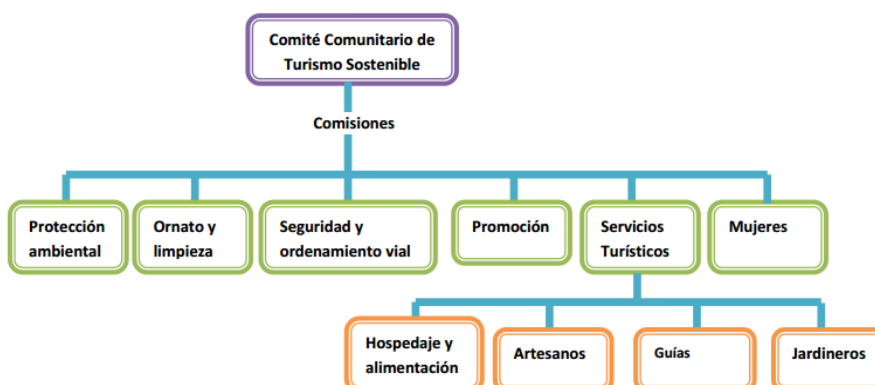 Comité Comunitario de
Turismo Sostenible
Comisiones
Protección
ambiental
Ornato y
limpieza
Seguridad y
ordenamiento vial
Promoción
Servicios
Turísticos
Mujeres
Hospedaje y
alimentación
Artesanos
Guías
Jardineros